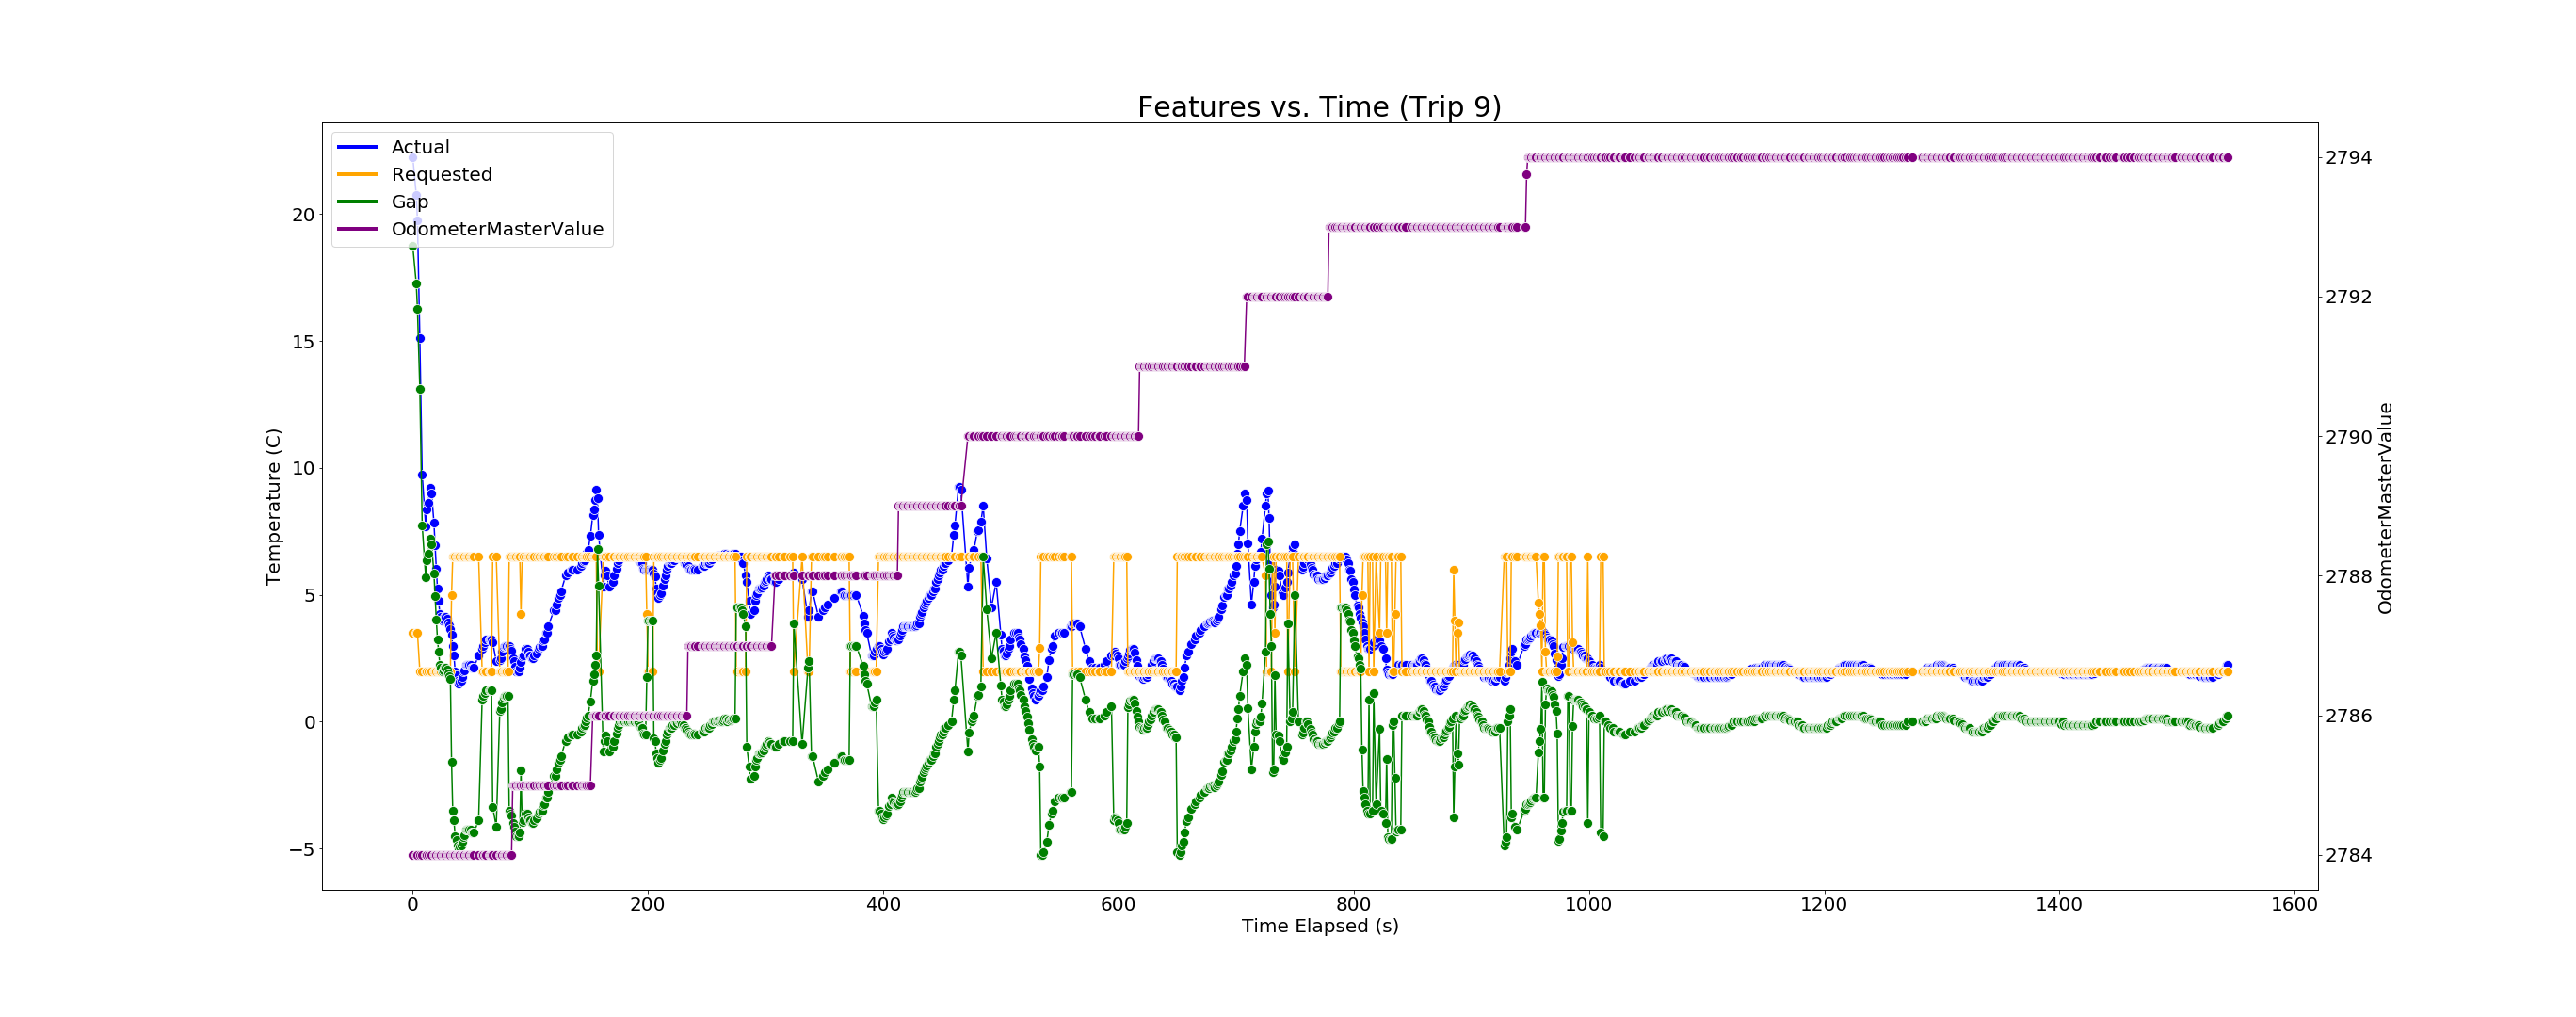 Features vs. Time (Trip 9)
Actual
Requested
Gap
OdometerMasterValue
Temperature (C)
20
15
10
5
0
−5
2794
2792
2790
2788
2786
2784
OdometerMasterValue
0 200 400 600 800 1000 1200 1400 1600
Time Elapsed (s)